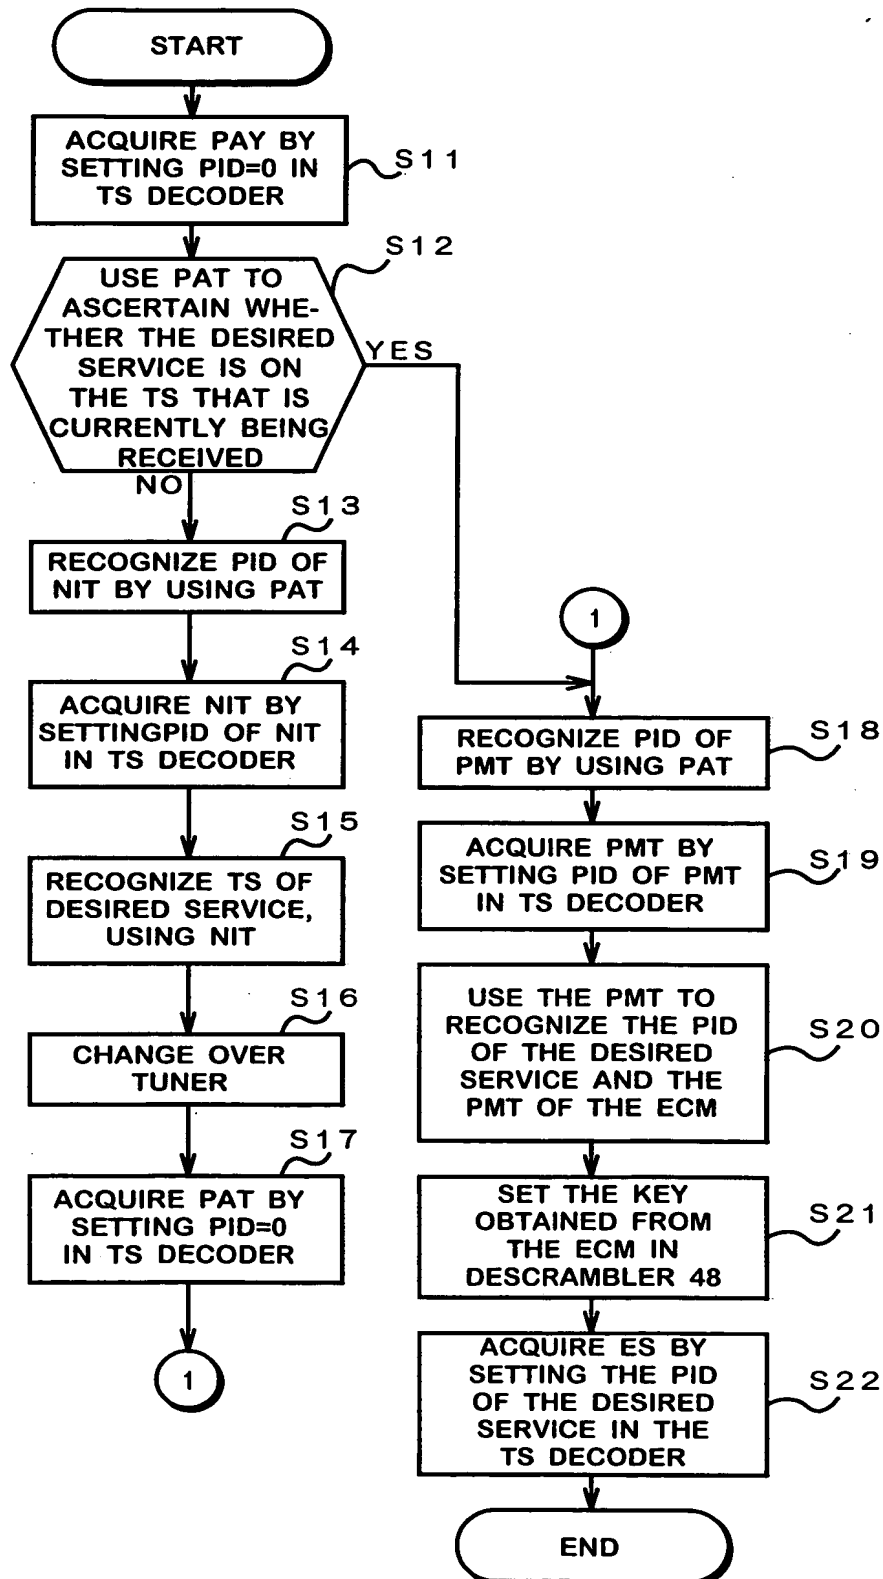 START
ACQUIRE PAY BY
SETTING PID=0 IN
TS DECODER
S11
S12
USE PAT TO
ASCERTAIN WHE-
THER THE DESIRED
SERVICE IS ON
THE TS THAT IS
CURRENTLY BEING
RECEIVED
YES
NO
S13
RECOGNIZE PID OF
NIT BY USING PAT
S14
ACQUIRE NIT BY
SETTINGPID OF NIT
IN TS DECODER
S15
RECOGNIZE TS OF
DESIRED SERVICE,
USING NIT
S16
CHANGE OVER
TUNER
S17
ACQUIRE PAT BY
SETTING PID=0
IN TS DECODER
1
1
RECOGNIZE PID OF
PMT BY USING PAT
S18
ACQUIRE PMT BY
SETTING PID OF PMT
IN TS DECODER
S19
USE THE PMT TO
RECOGNIZE THE PID
OF THE DESIRED
SERVICE AND THE
PMT OF THE ECM
S20
SET THE KEY
OBTAINED FROM
THE ECM IN
DESCRAMBLER 48
S21
ACQUIRE ES BY
SETTING THE PID
OF THE DESIRED
SERVICE IN THE
TS DECODER
S22
END